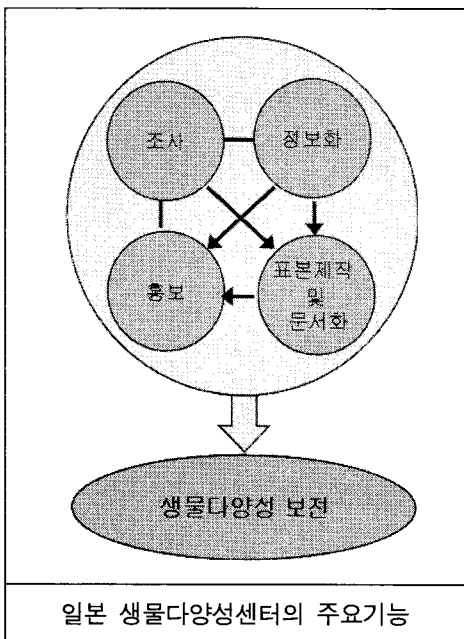 조사
정보화
홍보
표본제작
및
문서화
생물다양성 보전
일본 생물다양성센터의 주요기능